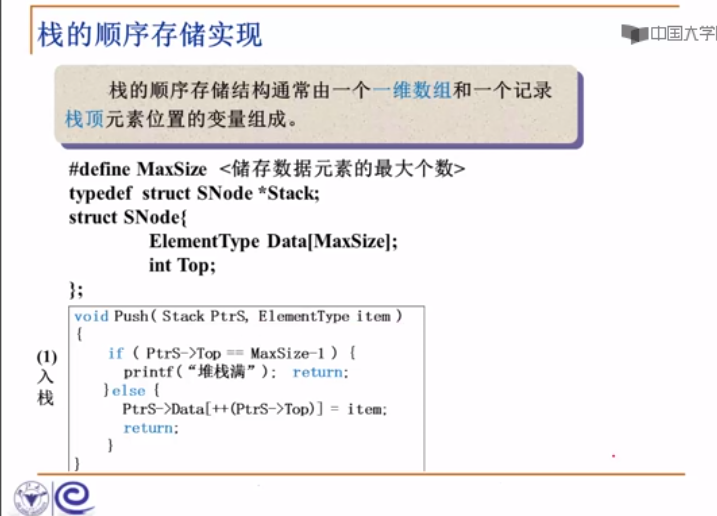 栈的顺序存储实现
中国大学
栈的顺序存储结构通常由一个一维数组和一个记录
栈顶元素位置的变量组成。
#define MaxSize <储存数据元素的最大个数>
typedef struct SNode *Stack;
struct SNode{
ElementType Data[MaxSize];
int Top;
};
(1)
入
栈
void Push( Stack PtrS, ElementType item )
{
if ( PtrS->Top == MaxSize-1 ) {
printf(“堆栈满”); return;
}else {
PtrS->Data[++(PtrS->Top)] = item;
return;
}
}